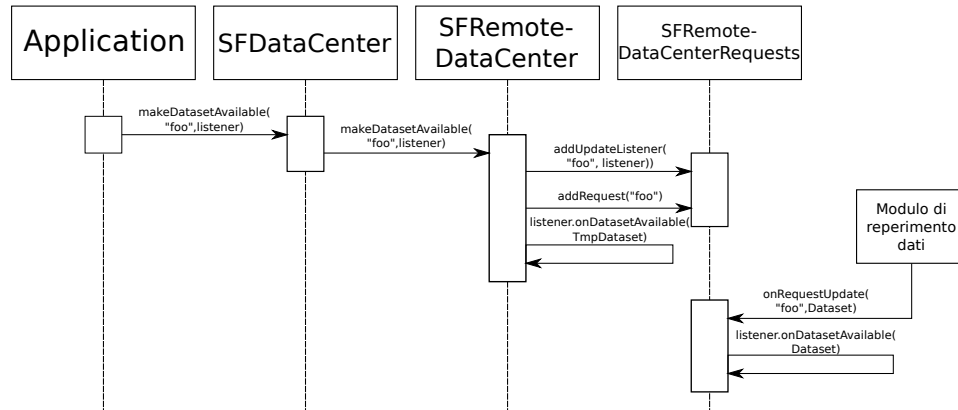 Application
SFDataCenter
SFRemote-
DataCenter
SFRemote-
DataCenterRequests
makeDatasetAvailable(
"foo",listener)
makeDatasetAvailable(
"foo",listener)
addUpdateListener(
"foo", listener))
addRequest("foo")
listener.onDatasetAvailable(
TmpDataset)
Modulo di
reperimento
dati
onRequestUpdate(
"foo",Dataset)
listener.onDatasetAvailable(
Dataset)